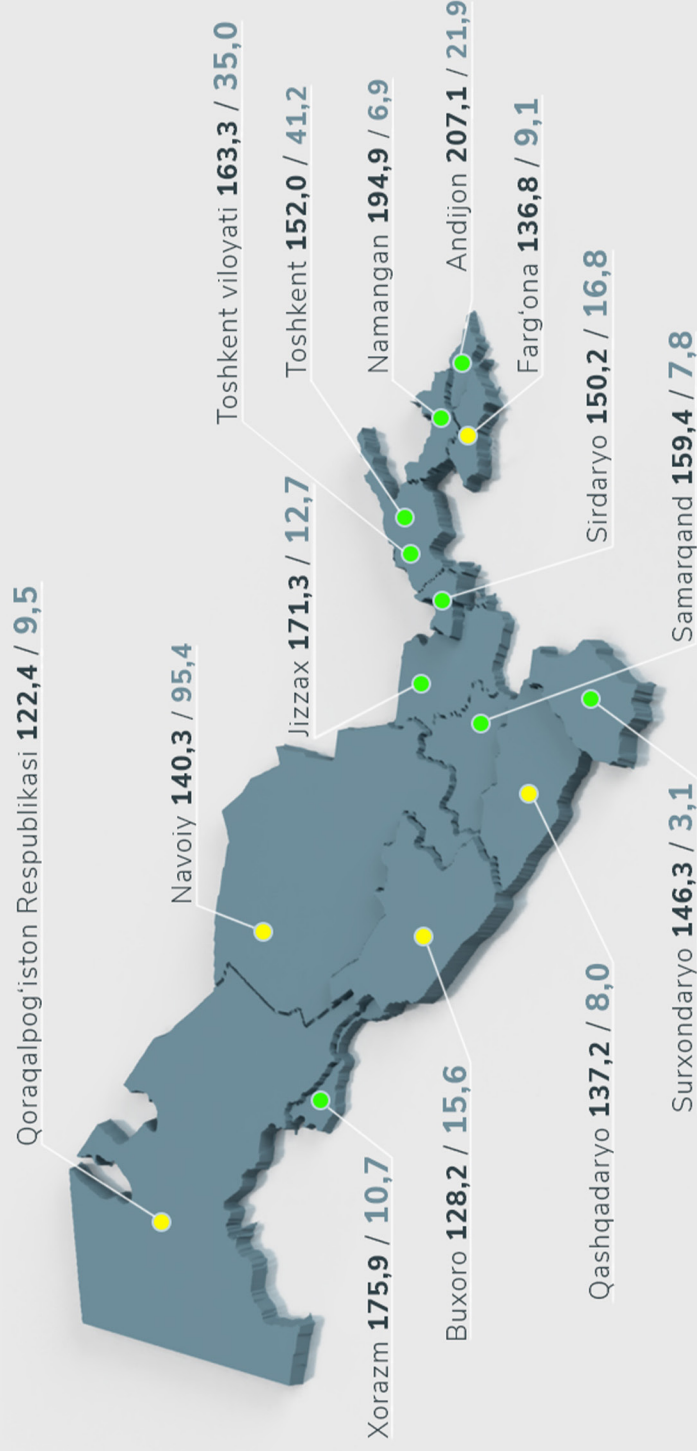 Qoraqalpog‘iston Respublikasi 122,4 / 9,5
Navoiy 140,3 / 95,4
Toshkent viloyati 163,3 / 35,0
Toshkent 152,0 / 41,2
Jizzax 171,3 / 12,7
Namangan 194,9 / 6,9
Andijon 207,1 / 21,9
Farg‘ona 136,8 / 9,1
Sirdaryo 150,2 / 16,8
Samarqand 159,4 / 7,8
Xorazm 175,9 / 10,7
Buxoro 128,2 / 15,6
Qashqadaryo 137,2 / 8,0
Surxondaryo 146,3 / 3,1